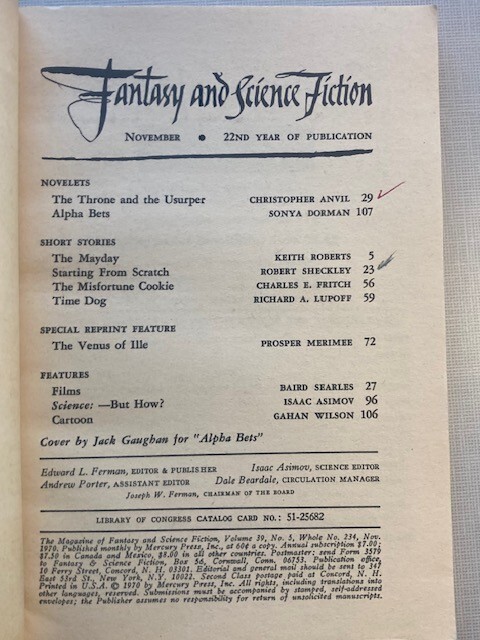 Fantasy and Science Fiction
NOVEMBER • 22ND YEAR OF PUBLICATION
NOVELETS
The Throne and the Usurper CHRISTOPHER ANVIL 29
Alpha Bets SONYA DORMAN 107
SHORT STORIES
The Mayday KEITH ROBERTS 5
Starting From Scratch ROBERT SHECKLEY 23
The Misfortune Cookie CHARLES E. FRITCH 56
Time Dog RICHARD A. LUPOFF 59
SPECIAL REPRINT FEATURE
The Venus of Ille PROSPER MERIMEE 72
FEATURES
Films BAIRD SEARLES 27
Science: —But How? ISAAC ASIMOV 96
Cartoon GAHAN WILSON 106
Cover by Jack Gaughan for "Alpha Bets"
Edward L. Ferman, EDITOR & PUBLISHER Isaac Asimov, SCIENCE EDITOR
Andrew Porter, ASSISTANT EDITOR Dale Beardale, CIRCULATION MANAGER
Joseph W. Ferman, CHAIRMAN OF THE BOARD
LIBRARY OF CONGRESS CATALOG CARD NO.: 51-25682
The Magazine of Fantasy and Science Fiction, Volume 39, No. 5, Whole No. 234, Nov.
1970. Published monthly by Mercury Press, Inc., at 60¢ a copy. Annual subscription $7.00;
$7.50 in Canada and Mexico, $8.00 in all other countries. Postmaster: send Form 3579
to Fantasy & Science Fiction, Box 56, Cornwall, Conn. 06753. Publication office,
10 Ferry Street, Concord, N. H. 03301. Editorial and general mail should be sent to 347
East 53rd St., New York, N.Y. 10022. Second Class postage paid at Concord, N. H.
Printed in U.S.A. © 1970 by Mercury Press, Inc. All rights, including translations into
other languages, reserved. Submissions must be accompanied by stamped, self-addressed
envelopes; the Publisher assumes no responsibility for return of unsolicited manuscripts.